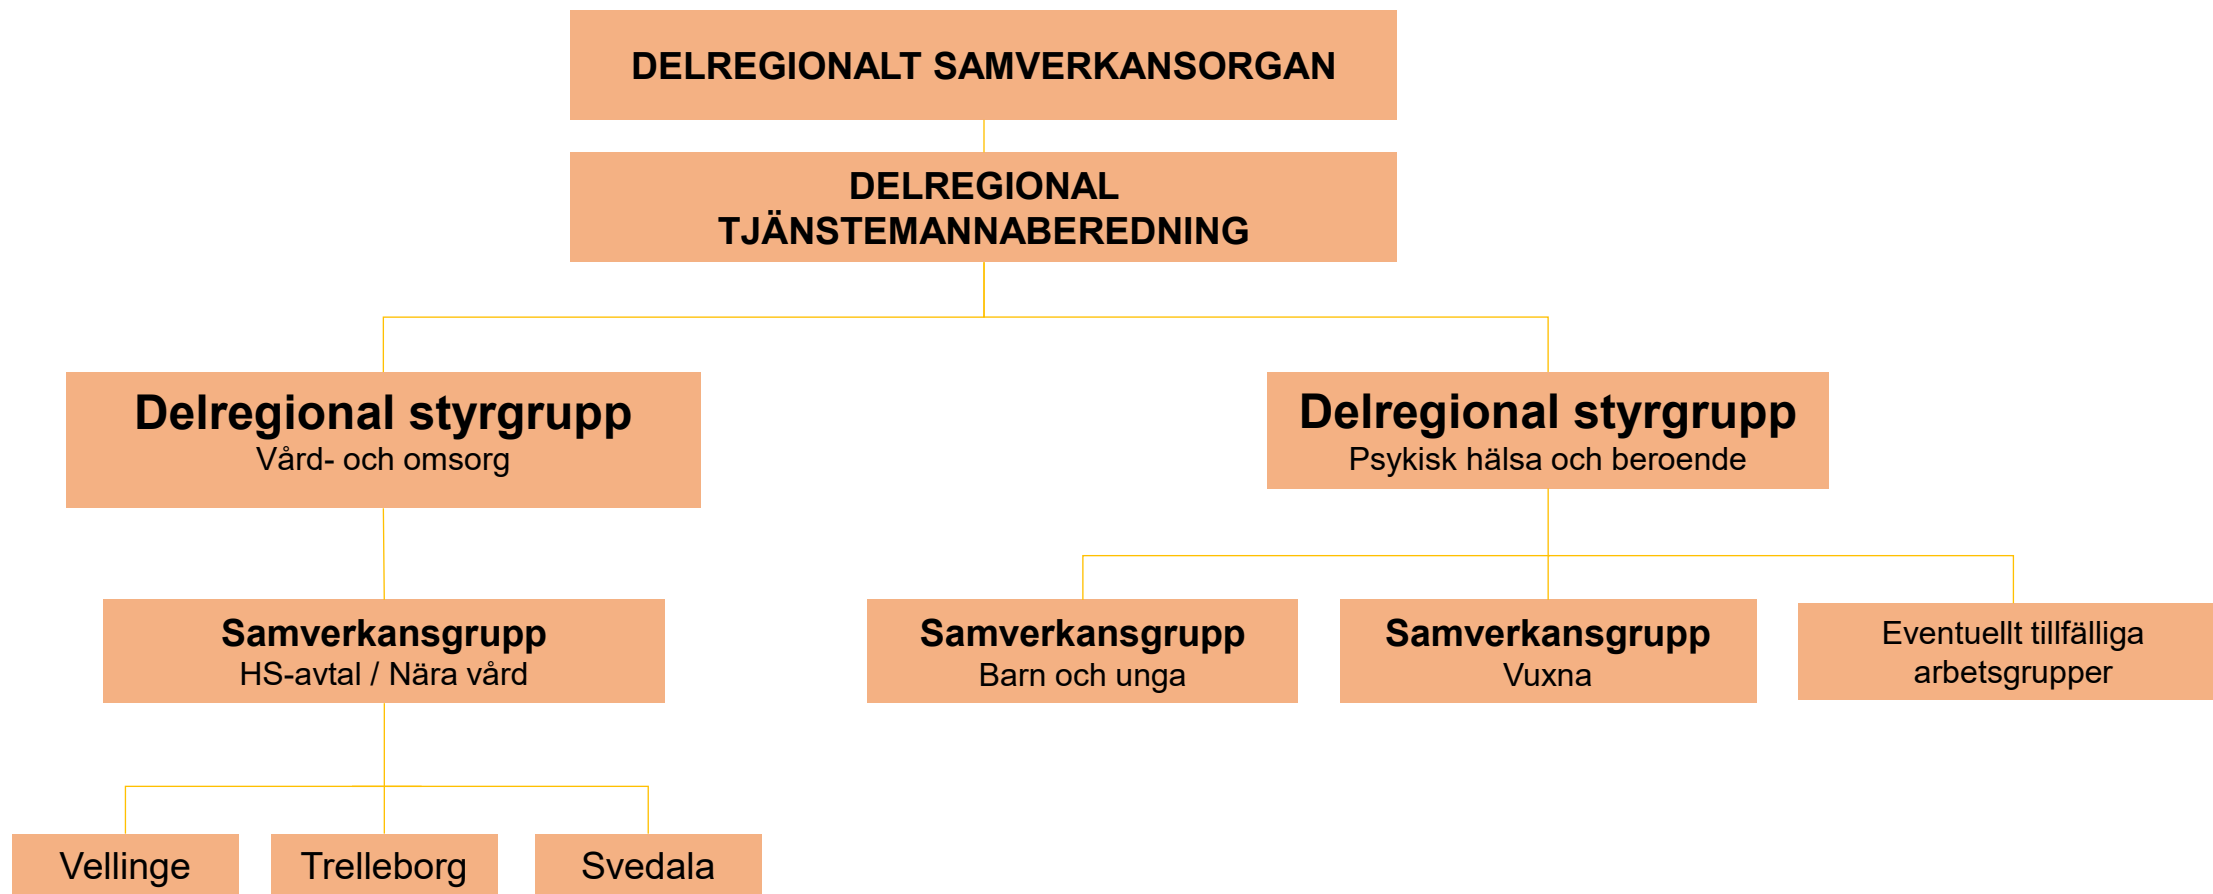 DELREGIONALT SAMVERKANSORGAN
DELREGIONAL
TJÄNSTEMANNABEREDNING
Delregional styrgrupp
Vård- och omsorg
Delregional styrgrupp
Psykisk hälsa och beroende
Samverkansgrupp
HS-avtal / Nära vård
Samverkansgrupp
Barn och unga
Samverkansgrupp
Vuxna
Eventuellt tillfälliga
arbetsgrupper
Vellinge
Trelleborg
Svedala